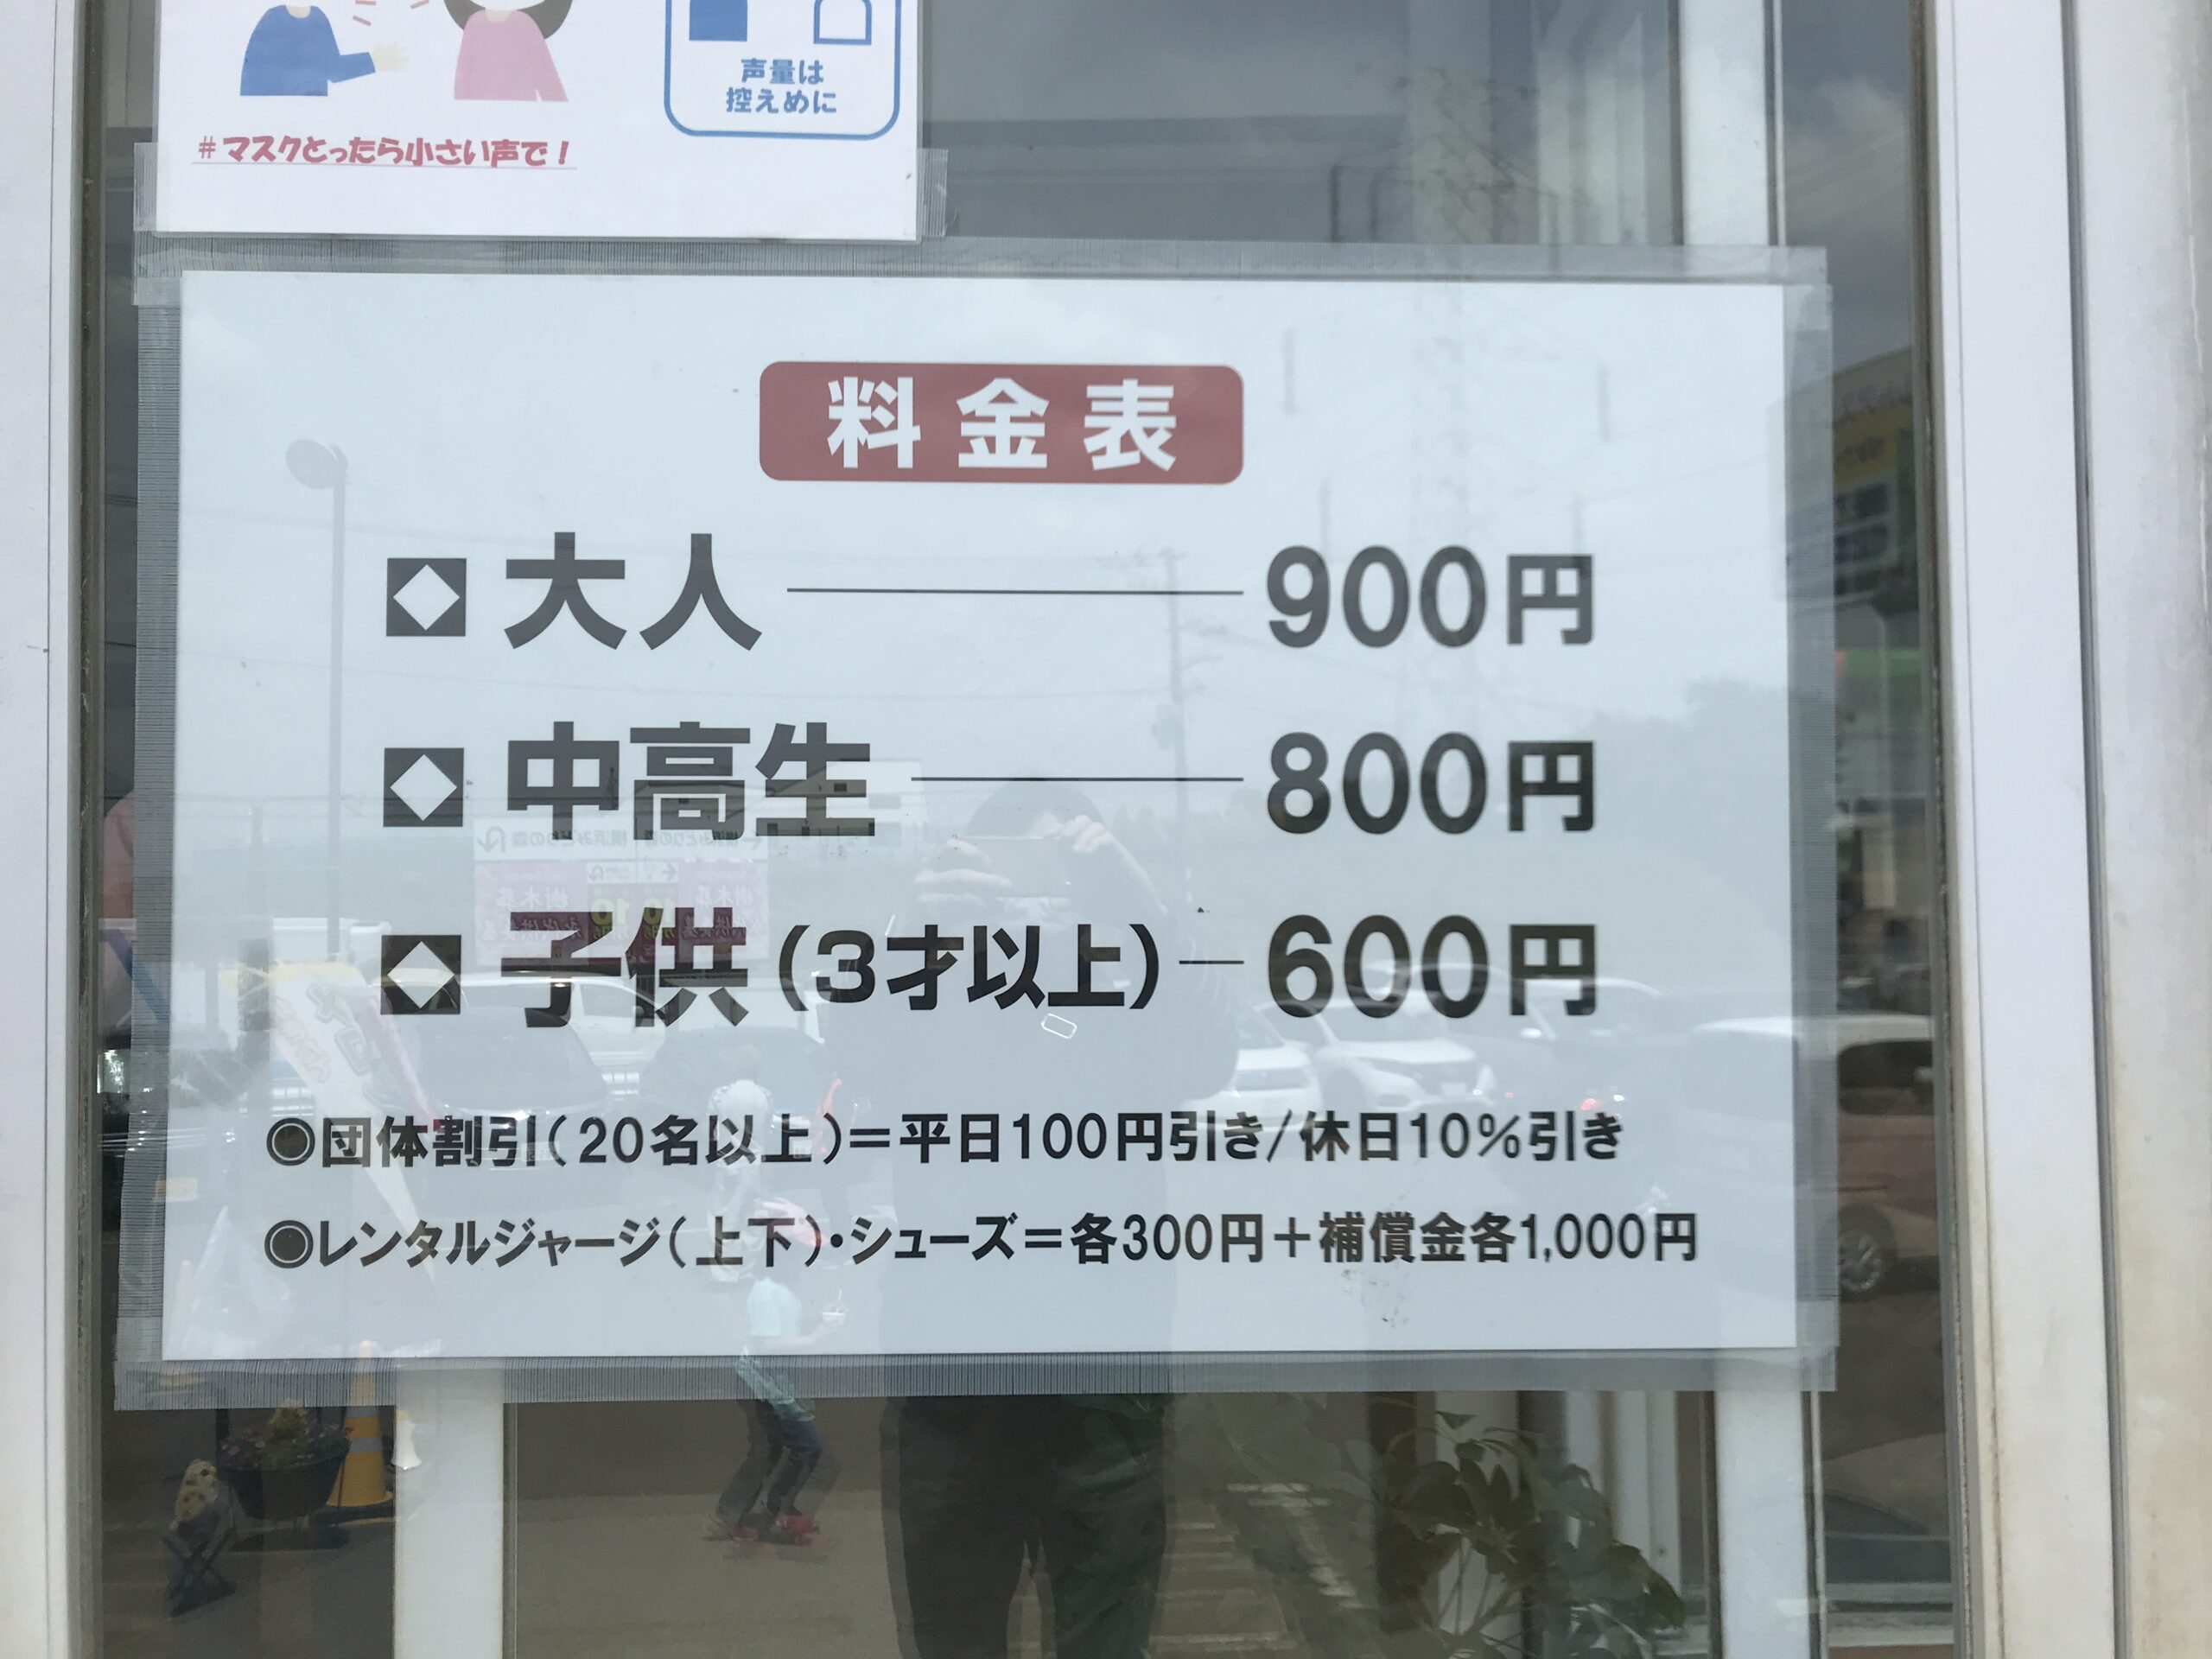 声量は
控えめに
#マスクとったら小さい声で！
料金表
大人 900円
中高生 800円
子供(3才以上) 600円
◉団体割引(20名以上)=平日100円引き/休日10%引き
◉レンタルジャージ(上下)・シューズ=各300円+補償金各1,000円